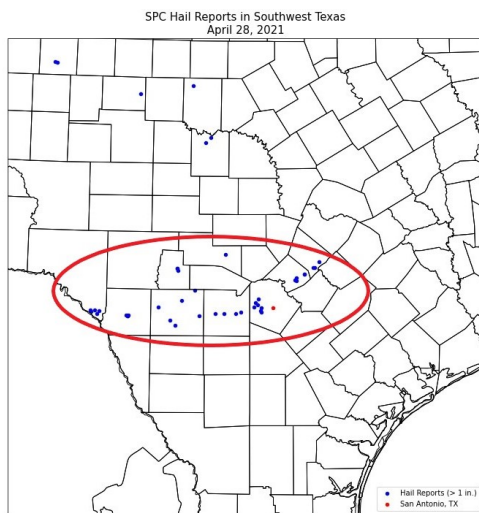 SPC Hail Reports in Southwest Texas
April 28, 2021
Hail Reports (> 1 in.)
San Antonio, TX